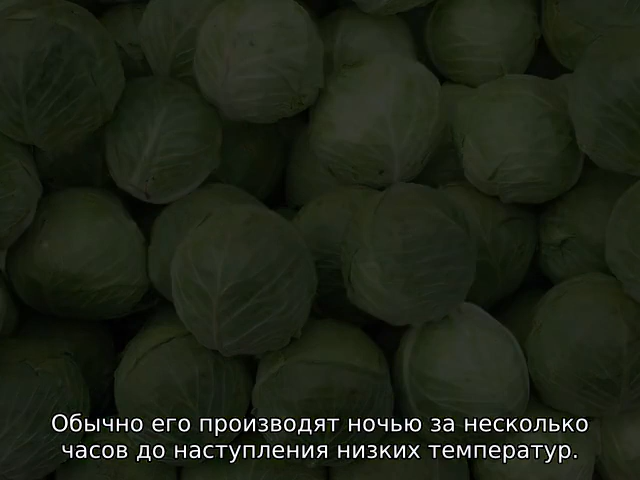 Обычно его производят ночью за несколько
часов до наступления низких температур.